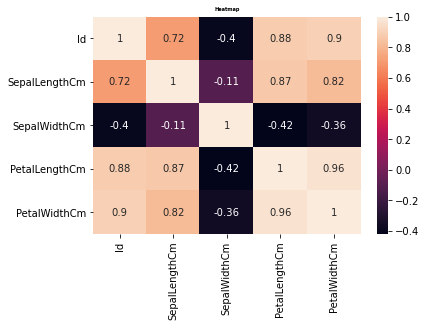 Heatmap
Id 1 0.72 -0.4 0.88 0.9
SepalLengthCm 0.72 1 -0.11 0.87 0.82
SepalWidthCm -0.4 -0.11 1 -0.42 -0.36
PetalLengthCm 0.88 0.87 -0.42 1 0.96
PetalWidthCm 0.9 0.82 -0.36 0.96 1
Id
SepalLengthCm
SepalWidthCm
PetalLengthCm
PetalWidthCm
1.0
0.8
0.6
0.4
0.2
0.0
−0.2
−0.4